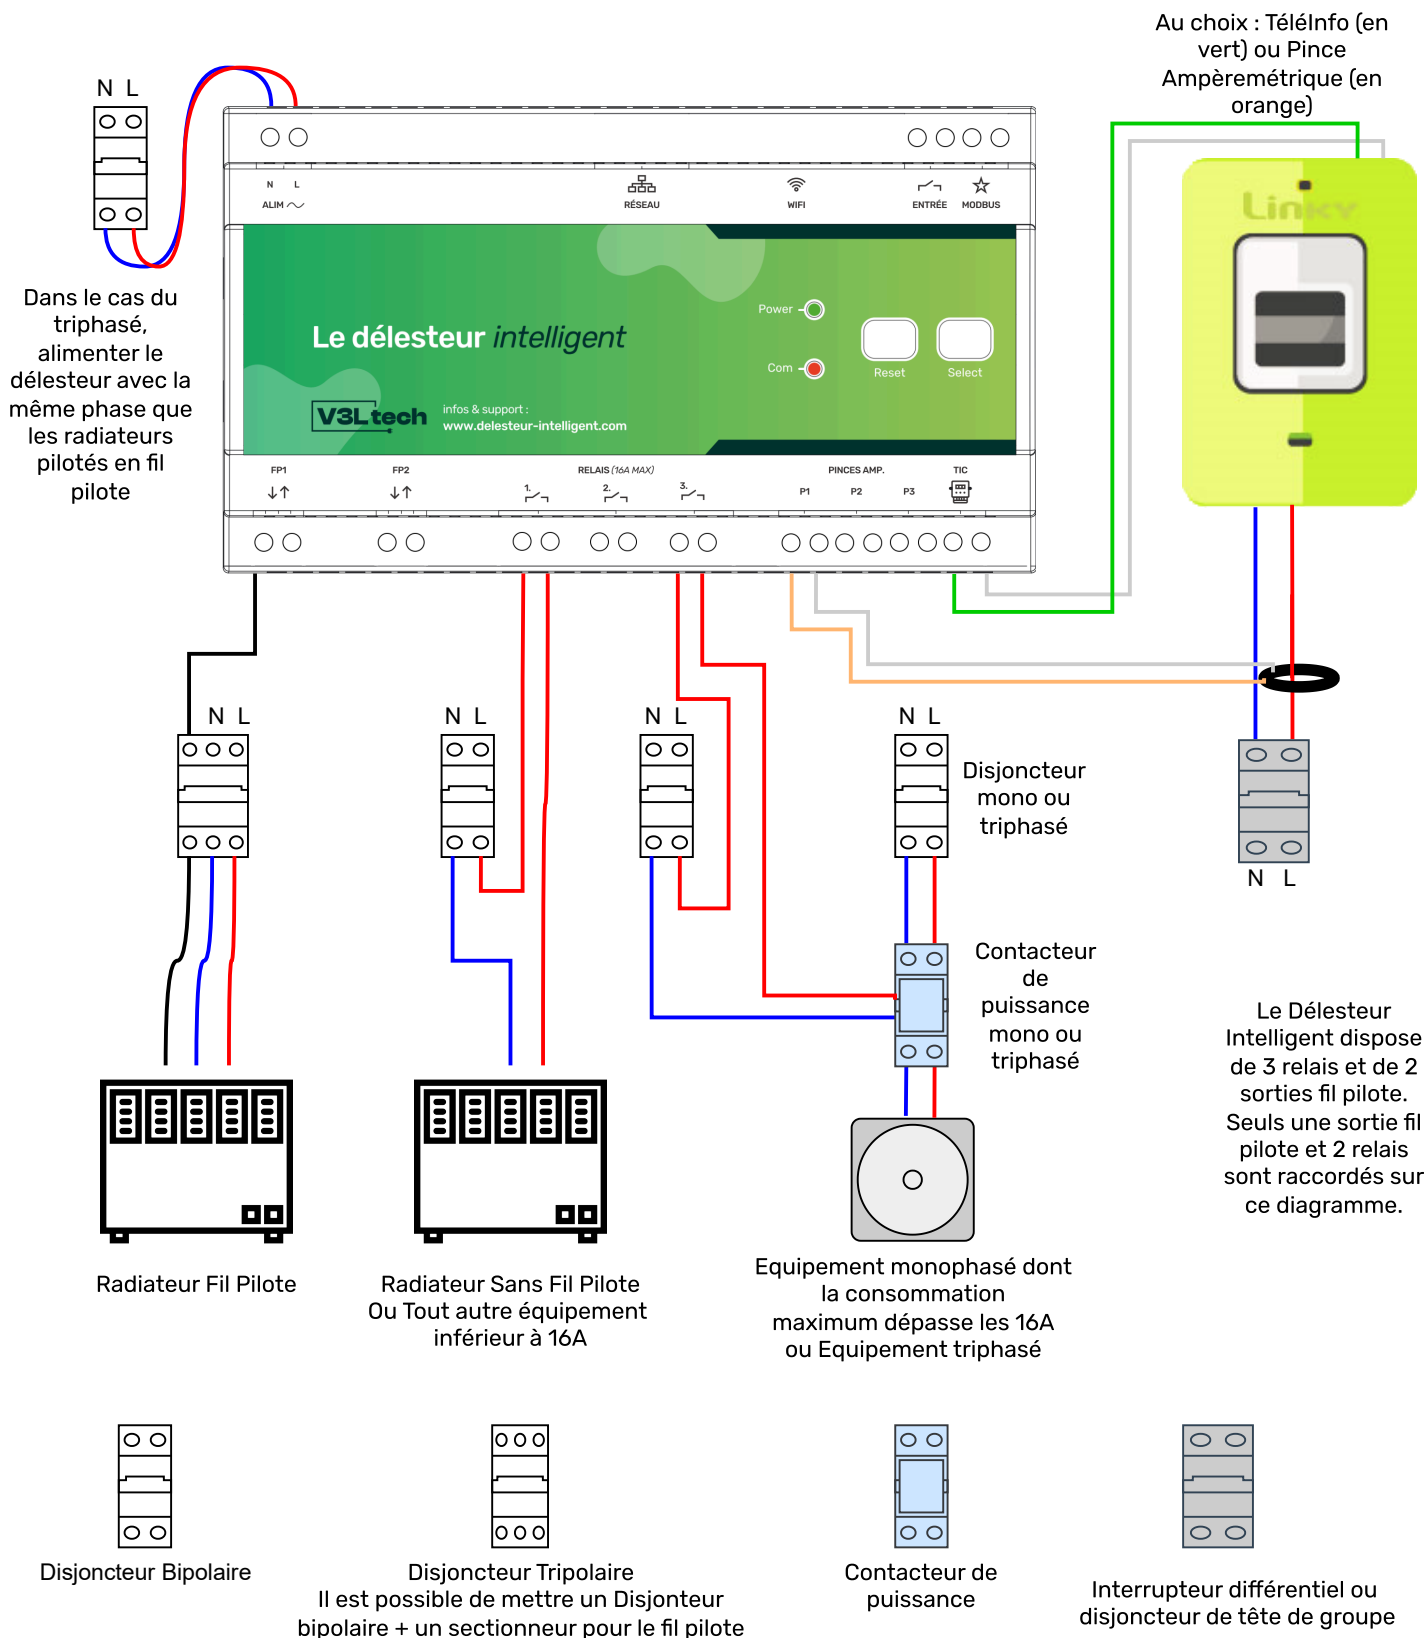 Au choix : TéléInfo (en
vert) ou Pince
Ampèremétrique (en
orange)
N L
N L
ALIM
RÉSEAU
WIFI
ENTRÉE
MODBUS
Linky
Dans le cas du
triphasé,
alimenter le
délesteur avec la
même phase que
les radiateurs
pilotés en fil
pilote
Le délesteur intelligent
Power
Com
Reset
Select
V3L tech
infos & support :
www.delesteur-intelligent.com
FP1
FP2
RELAIS (16A MAX)
1.
2.
3.
PINCES AMP.
P1
P2
P3
TIC
N L
N L
N L
N L
Disjoncteur
mono ou
triphasé
N L
Contacteur
de
puissance
mono ou
triphasé
Le Délesteur
Intelligent dispose
de 3 relais et de 2
sorties fil pilote.
Seuls une sortie fil
pilote et 2 relais
sont raccordés sur
ce diagramme.
Radiateur Fil Pilote
Radiateur Sans Fil Pilote
Ou Tout autre équipement
inférieur à 16A
Equipement monophasé dont
la consommation
maximum dépasse les 16A
ou Equipement triphasé
Disjoncteur Bipolaire
Disjoncteur Tripolaire
Il est possible de mettre un Disjonteur
bipolaire + un sectionneur pour le fil pilote
Contacteur de
puissance
Interrupteur différentiel ou
disjoncteur de tête de groupe